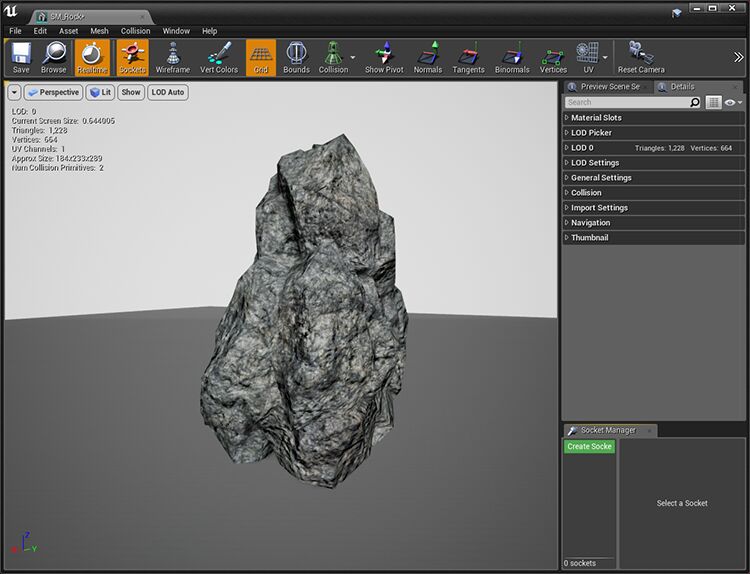 SM_Rock*
File Edit Asset Mesh Collision Window Help
Save Browse Realtime Sockets Wireframe Vert Colors Grid Bounds Collision Show Pivot Normals Tangents Binormals Vertices UV Reset Camera
Perspective Lit Show LOD Auto
LOD: 0
Current Screen Size: 0.644005
Triangles: 1,228
Vertices: 664
UV Channels: 1
Approx Size: 184x233x289
Num Collision Primitives: 2
Z
Y
Preview Scene Se Details
Search
Material Slots
LOD Picker
LOD 0 Triangles: 1,228 Vertices: 664
LOD Settings
General Settings
Collision
Import Settings
Navigation
Thumbnail
Socket Manager
Create Socke
Select a Socket
0 sockets